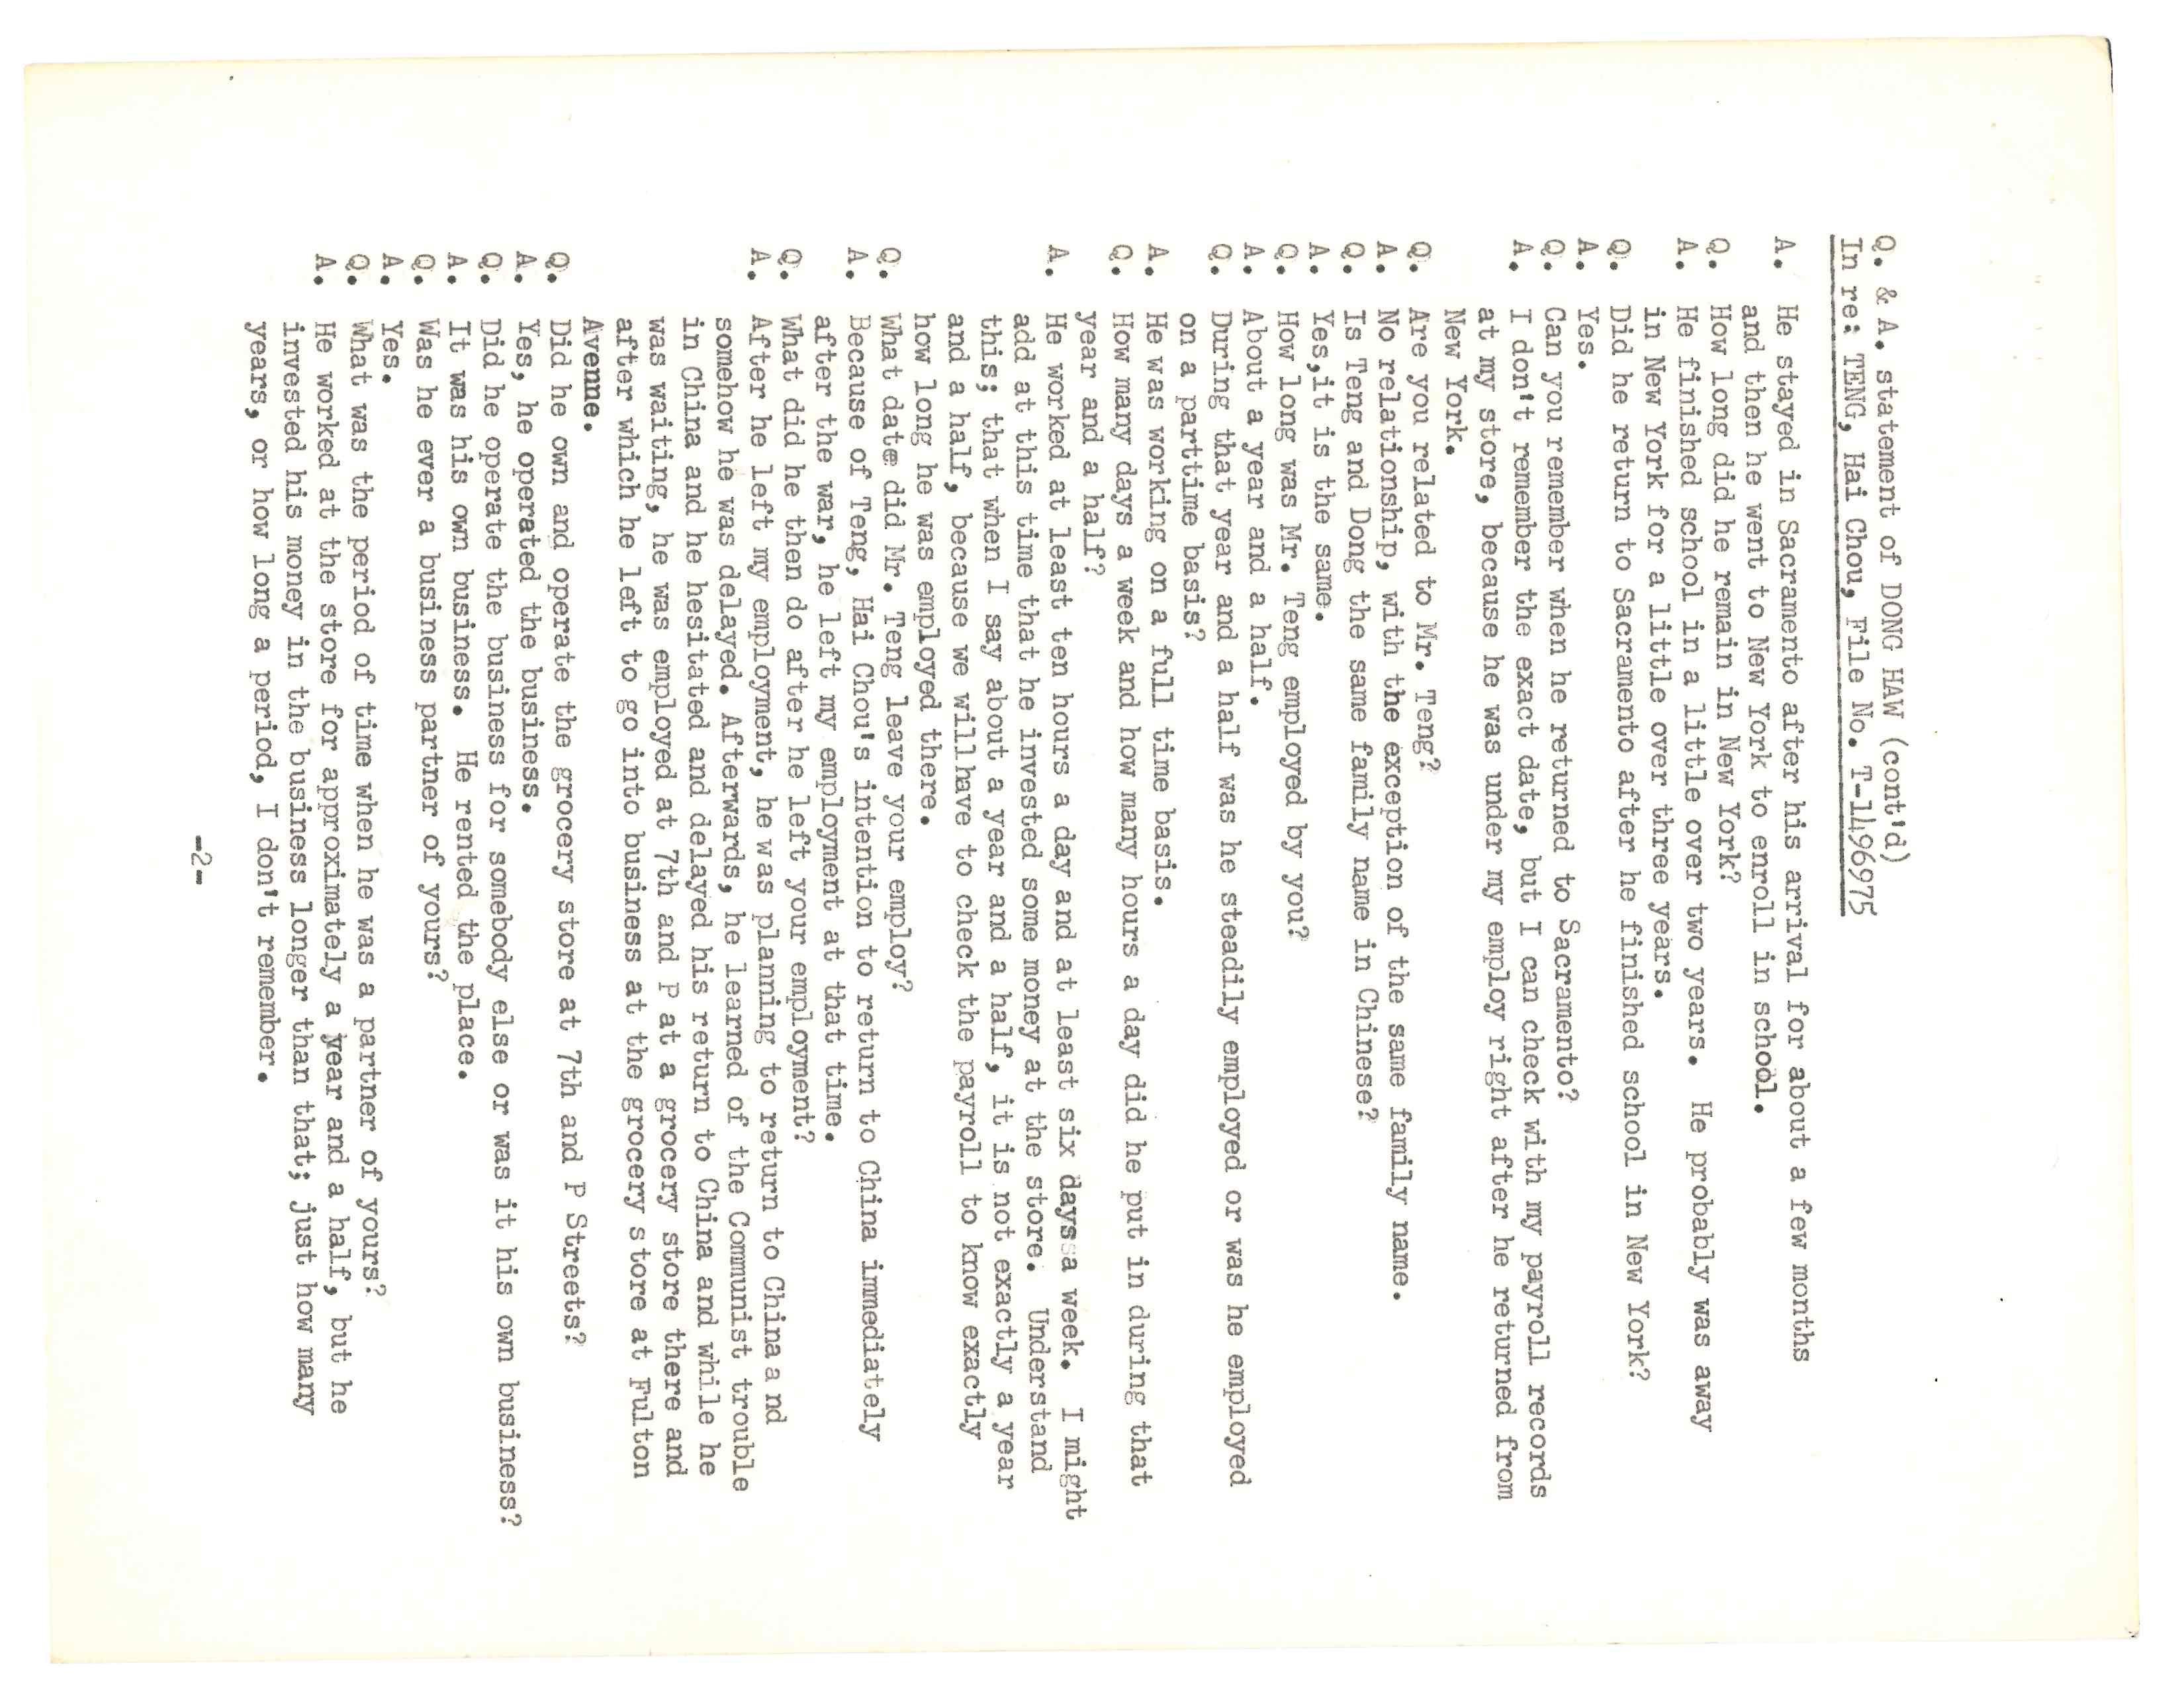 Q. & A. statement of DONG HAW (cont'd)
In re: TENG, Hai Chou, File No. T-1496975
A. He stayed in Sacramento after his arrival for about a few months
and then he went to New York to enroll in school.
Q. How long did he remain in New York?
A. He finished school in a little over two years. He probably was away
in New York for a little over three years.
Q. Did he return to Sacramento after he finished school in New York?
A. Yes.
Q. Can you remember when he returned to Sacramento?
A. I don't remember the exact date, but I can check with my payroll records
at my store, because he was under my employ right after he returned from
New York.
Q. Are you related to Mr. Teng?
A. No relationship, with the exception of the same family name.
Q. Is Teng and Dong the same family name in Chinese?
A. Yes,it is the same.
Q. How long was Mr. Teng employed by you?
A. About a year and a half.
Q. During that year and a half was he steadily employed or was he employed
on a parttime basis?
A. He was working on a full time basis.
Q. How many days a week and how many hours a day did he put in during that
year and a half?
A. He worked at least ten hours a day and at least six days a week. I might
add at this time that he invested some money at the store. Understand
this; that when I say about a year and a half, it is not exactly a year
and a half, because we will have to check the payroll to know exactly
how long he was employed there.
Q. What date did Mr. Teng leave your employ?
A. Because of Teng, Hai Chou's intention to return to China immediately
after the war, he left my employment at that time.
Q. What did he then do after he left your employment?
A. After he left my employment, he was planning to return to China a nd
somehow he was delayed. Afterwards, he learned of the Communist trouble
in China and he hesitated and delayed his return to China and while he
was waiting, he was employed at 7th and P at a grocery store there and
after which he left to go into business at the grocery store at Fulton
Avenne.
Q. Did he own and operate the grocery store at 7th and P Streets?
A. Yes, he operated the business.
Q. Did he operate the business for somebody else or was it his own business?
A. It was his own business. He rented the place.
Q. Was he ever a business partner of yours?
A. Yes.
Q. What was the period of time when he was a partner of yours?
A. He worked at the store for approximately a year and a half, but he
invested his money in the business longer than that; just how many
years, or how long a period, I don't remember.
-2-